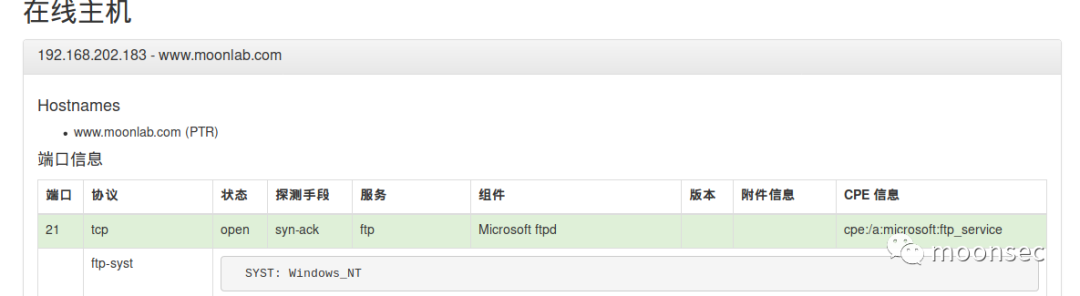 在线主机
192.168.202.183 - www.moonlab.com
Hostnames
• www.moonlab.com (PTR)
端口信息
端口 协议 状态 探测手段 服务 组件 版本 附件信息 CPE 信息
21 tcp open syn-ack ftp Microsoft ftpd cpe:/a:microsoft:ftp_service
ftp-syst SYST: Windows_NT
moonsec